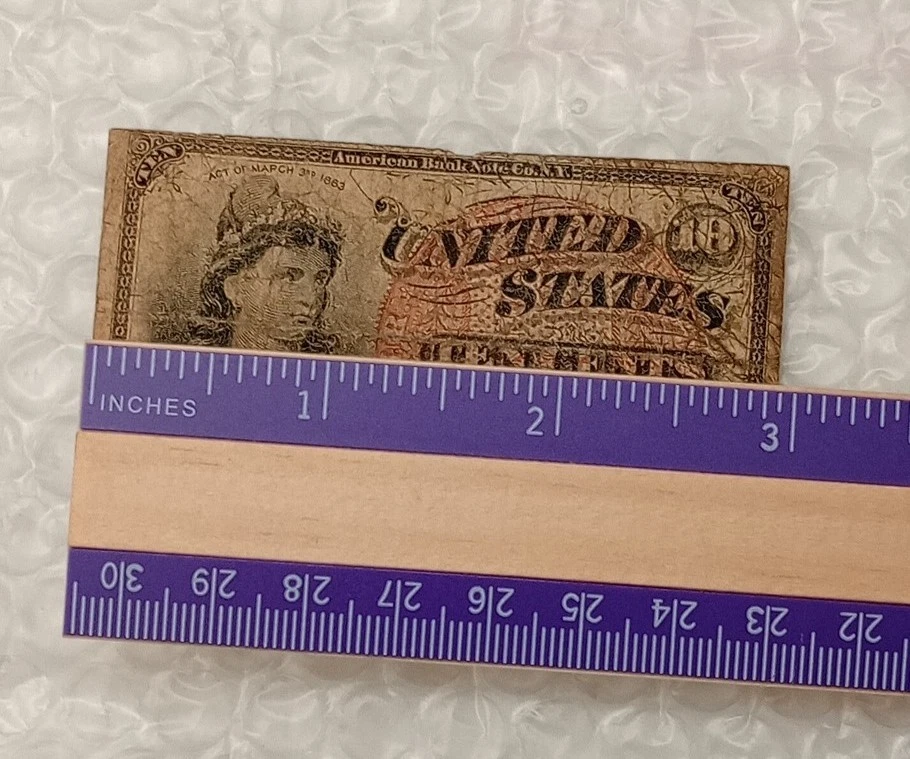 American Bank Note Co. N.Y.
TEN
TEN
ACT OF MARCH 3RD 1863
UNITED
10
STATES
INCHES
1
2
3
30 29 28 27 26 25 24 23 22